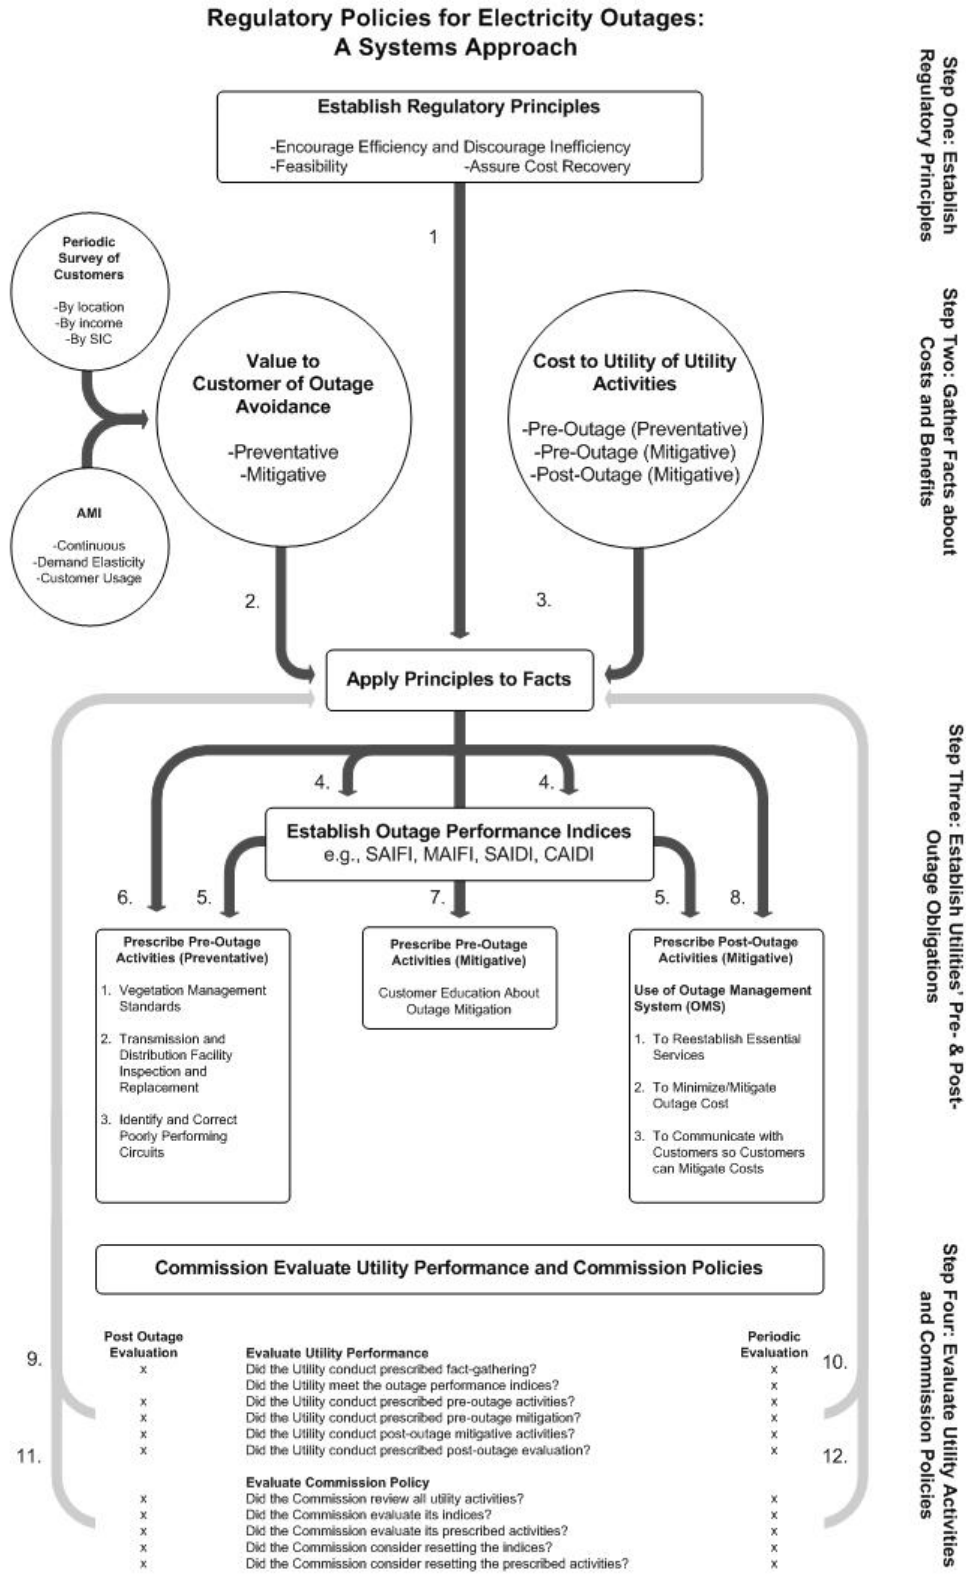 Regulatory Policies for Electricity Outages:
A Systems Approach
Step One: Establish
Regulatory Principles
Establish Regulatory Principles
-Encourage Efficiency and Discourage Inefficiency
-Feasibility -Assure Cost Recovery
1
Step Two: Gather Facts about
Costs and Benefits
Periodic
Survey of
Customers
-By location
-By income
-By SIC
Value to
Customer of Outage
Avoidance
-Preventative
-Mitigative
Cost to Utility of Utility
Activities
-Pre-Outage (Preventative)
-Pre-Outage (Mitigative)
-Post-Outage (Mitigative)
AMI
-Continuous
-Demand Elasticity
-Customer Usage
2.
3.
Apply Principles to Facts
Step Three: Establish Utilities' Pre- & Post-
Outage Obligations
4.
4.
Establish Outage Performance Indices
e.g., SAIFI, MAIFI, SAIDI, CAIDI
6.
5.
7.
5.
8.
Prescribe Pre-Outage
Activities (Preventative)
1. Vegetation Management
Standards
2. Transmission and
Distribution Facility
Inspection and
Replacement
3. Identify and Correct
Poorly Performing
Circuits
Prescribe Pre-Outage
Activities (Mitigative)
Customer Education About
Outage Mitigation
Prescribe Post-Outage
Activities (Mitigative)
Use of Outage Management
System (OMS)
1. To Reestablish Essential
Services
2. To Minimize/Mitigate
Outage Cost
3. To Communicate with
Customers so Customers
can Mitigate Costs
Step Four: Evaluate Utility Activities
and Commission Policies
Commission Evaluate Utility Performance and Commission Policies
9.
10.
11.
12.
Post Outage
Evaluation
Periodic
Evaluation
Evaluate Utility Performance
x Did the Utility conduct prescribed fact-gathering? x
Did the Utility meet the outage performance indices? x
x Did the Utility conduct prescribed pre-outage activities? x
x Did the Utility conduct prescribed pre-outage mitigation? x
x Did the Utility conduct post-outage mitigative activities? x
x Did the Utility conduct prescribed post-outage evaluation? x
Evaluate Commission Policy
x Did the Commission review all utility activities? x
x Did the Commission evaluate its indices? x
x Did the Commission evaluate its prescribed activities? x
x Did the Commission consider resetting the indices? x
x Did the Commission consider resetting the prescribed activities? x